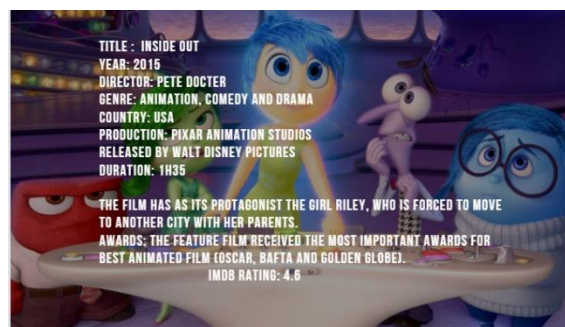 TITLE : INSIDE OUT
YEAR: 2015
DIRECTOR: PETE DOCTER
GENRE: ANIMATION, COMEDY AND DRAMA
COUNTRY: USA
PRODUCTION: PIXAR ANIMATION STUDIOS
RELEASED BY WALT DISNEY PICTURES
DURATION: 1H35
THE FILM HAS AS ITS PROTAGONIST THE GIRL RILEY, WHO IS FORCED TO MOVE
TO ANOTHER CITY WITH HER PARENTS.
AWARDS: THE FEATURE FILM RECEIVED THE MOST IMPORTANT AWARDS FOR
BEST ANIMATED FILM (OSCAR, BAFTA AND GOLDEN GLOBE).
IMDB RATING: 4.6